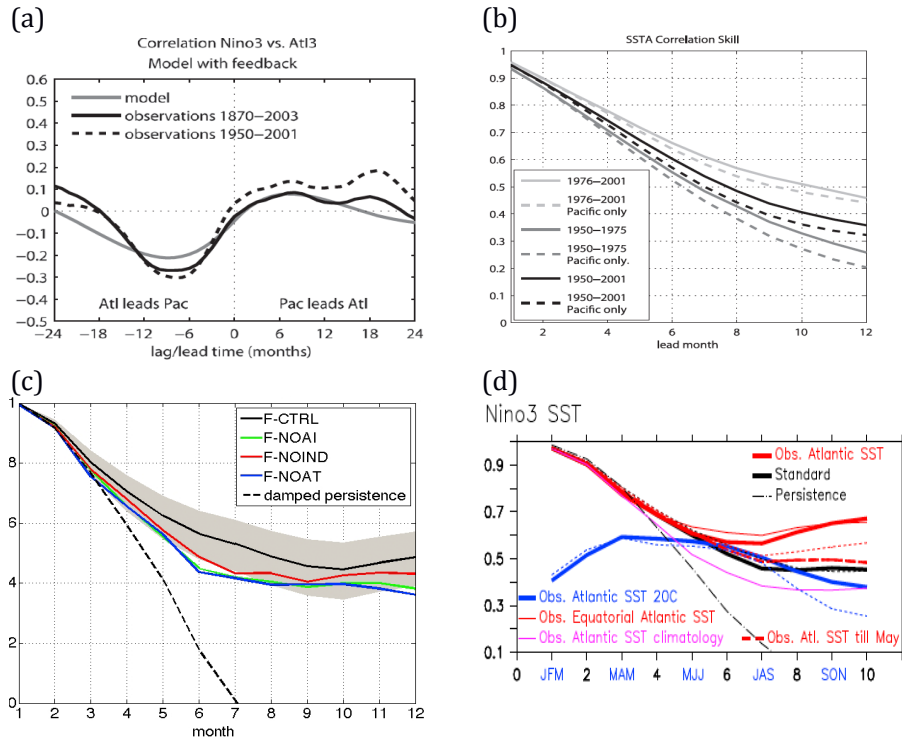 (a)
Correlation Nino3 vs. Atl3
Model with feedback
0.6
0.5
0.4
0.3
0.2
0.1
0
−0.1
−0.2
−0.3
−0.4
−0.5
model
observations 1870−2003
observations 1950−2001
Atl leads Pac
Pac leads Atl
−24 −18 −12 −6 0 6 12 18 24
lag/lead time (months)
(b)
SSTA Correlation Skill
1
0.9
0.8
0.7
0.6
0.5
0.4
0.3
0.2
0.1
0
1976−2001
1976−2001
Pacific only
1950−1975
1950−1975
Pacific only.
1950−2001
1950−2001
Pacific only
2 4 6 8 10 12
lead month
(c)
1
8
6
4
2
0
F-CTRL
F-NOAI
F-NOIND
F-NOAT
damped persistence
1 2 3 4 5 6 7 8 9 10 11 12
month
(d)
Nino3 SST
0.9
0.7
0.5
0.3
0.1
Obs. Atlantic SST
Standard
Persistence
Obs. Atlantic SST 20C
Obs. Equatorial Atlantic SST
Obs. Atlantic SST climatology
Obs. Atl. SST till May
0 JFM 2 MAM 4 MJJ 6 JAS 8 SON 10